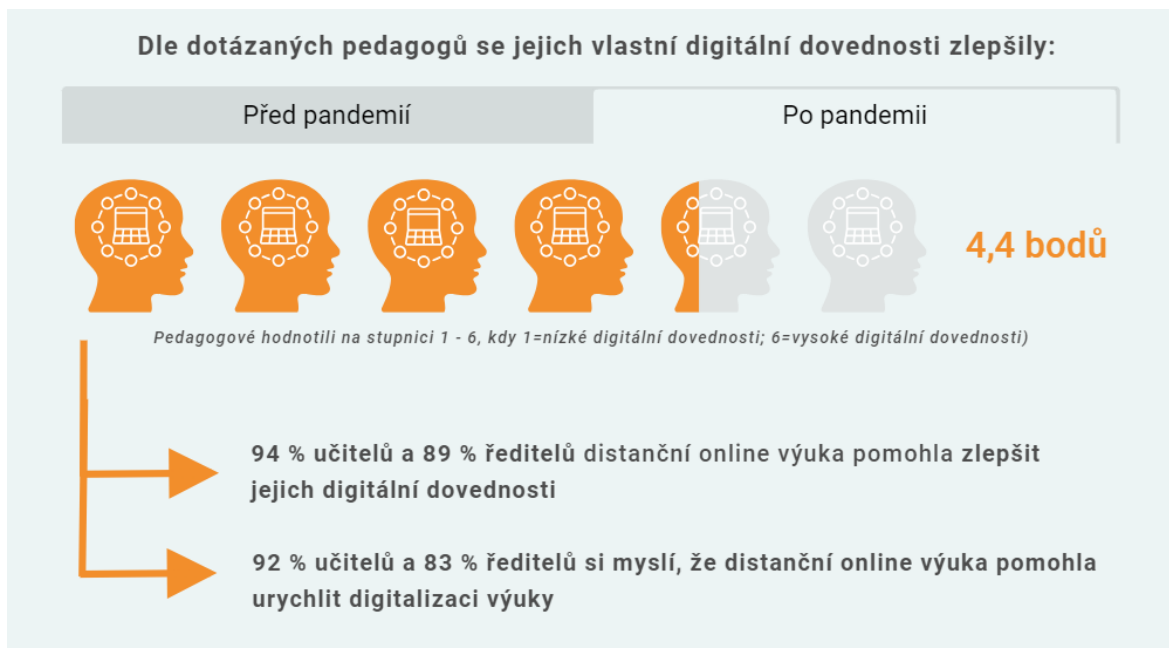 Dle dotázaných pedagogů se jejich vlastní digitální dovednosti zlepšily:
Před pandemií
Po pandemii
4,4 bodů
Pedagogové hodnotili na stupnici 1 - 6, kdy 1=nízké digitální dovednosti; 6=vysoké digitální dovednosti)
94 % učitelů a 89 % ředitelů distanční online výuka pomohla zlepšit
jejich digitální dovednosti
92 % učitelů a 83 % ředitelů si myslí, že distanční online výuka pomohla
urychlit digitalizaci výuky